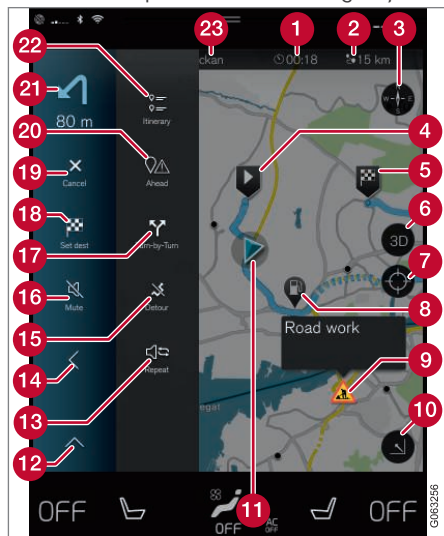 22
23
1
2
3
ckan
00:18
15 km
W
E
21
80 m
Itinerary
20
4
5
19
Cancel
Ahead
18
Set dest
17
Turn-by-Turn
6
3D
7
16
Mute
15
Detour
8
Road work
14
13
Repeat
9
egat
12
10
11
OFF
OFF
AC
OFF
OFF
G063256